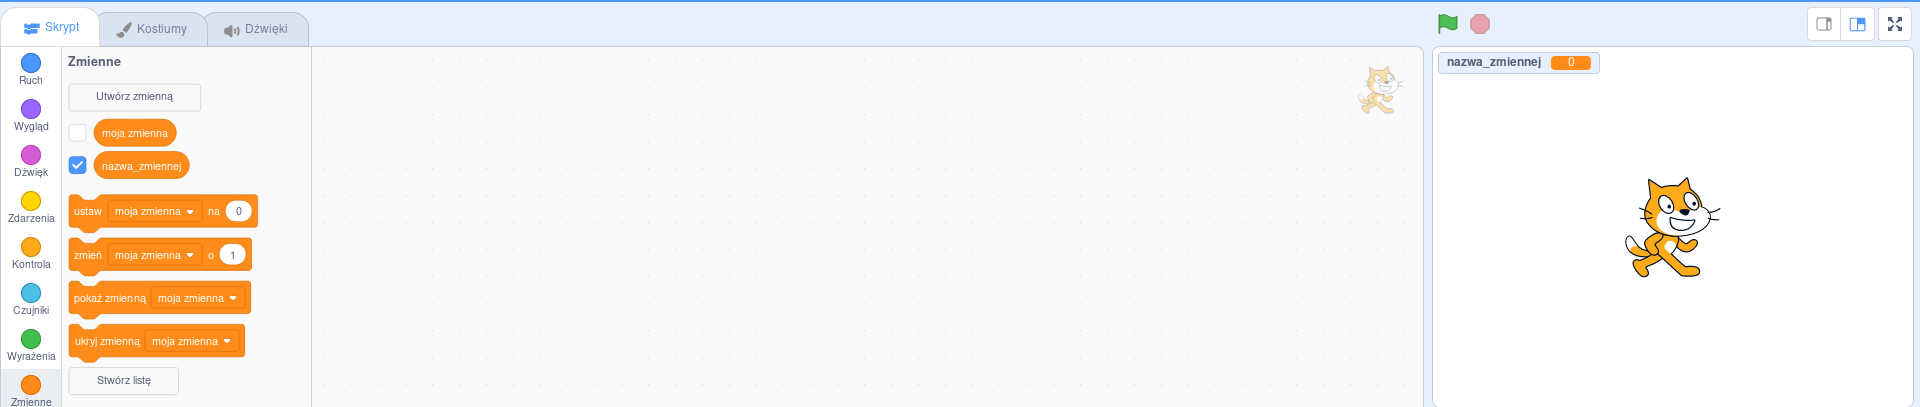 Skrypt
Kostiumy
Dźwięki
Ruch
Wygląd
Dźwięk
Zdarzenia
Kontrola
Czujniki
Wyrażenia
Zmienne
Zmienne
Utwórz zmienną
moja zmienna
nazwa_zmiennej
ustaw moja zmienna na 0
zmień moja zmienna o 1
pokaż zmienną moja zmienna
ukryj zmienną moja zmienna
Stwórz listę
nazwa_zmiennej 0